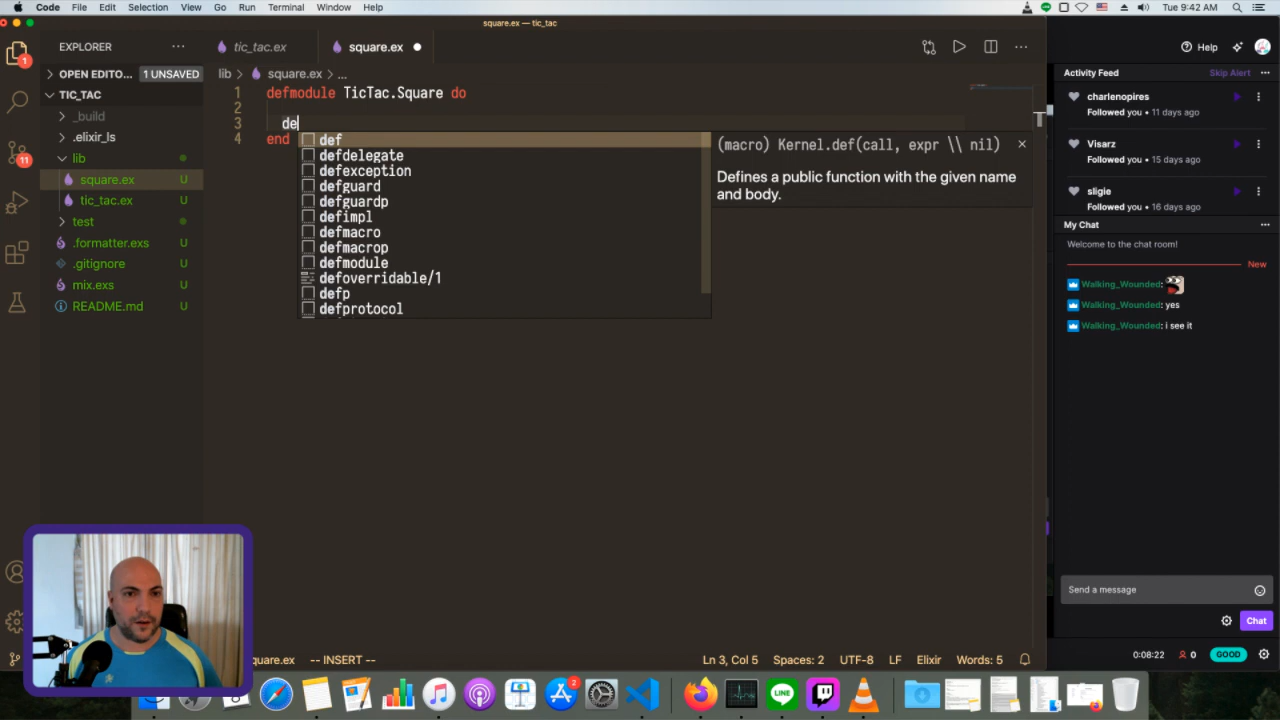 Code File Edit Selection View Go Run Terminal Window Help Tue 9:42 AM
square.ex — tic_tac
EXPLORER
tic_tac.ex
square.ex
OPEN EDITO... 1 UNSAVED
TIC_TAC
_build
.elixir_ls
lib
square.ex U
tic_tac.ex U
test
.formatter.exs U
.gitignore U
mix.exs U
README.md U
1
11
lib > square.ex > ...
1 defmodule TicTac.Square do
2
3 de
4 end
def
defdelegate
defexception
defguard
defguardp
defimpl
defmacro
defmacrop
defmodule
defoverridable/1
defp
defprotocol
(macro) Kernel.def(call, expr \\ nil)
Defines a public function with the given name
and body.
Help
Activity Feed Skip Alert
charlenopires
Followed you • 11 days ago
Visarz
Followed you • 15 days ago
sligie
Followed you • 16 days ago
My Chat
Welcome to the chat room!
New
Walking_Wounded:
Walking_Wounded: yes
Walking_Wounded: i see it
Send a message
Chat
0:08:22 0 GOOD
quare.ex -- INSERT -- Ln 3, Col 5 Spaces: 2 UTF-8 LF Elixir Words: 5
2
LINE